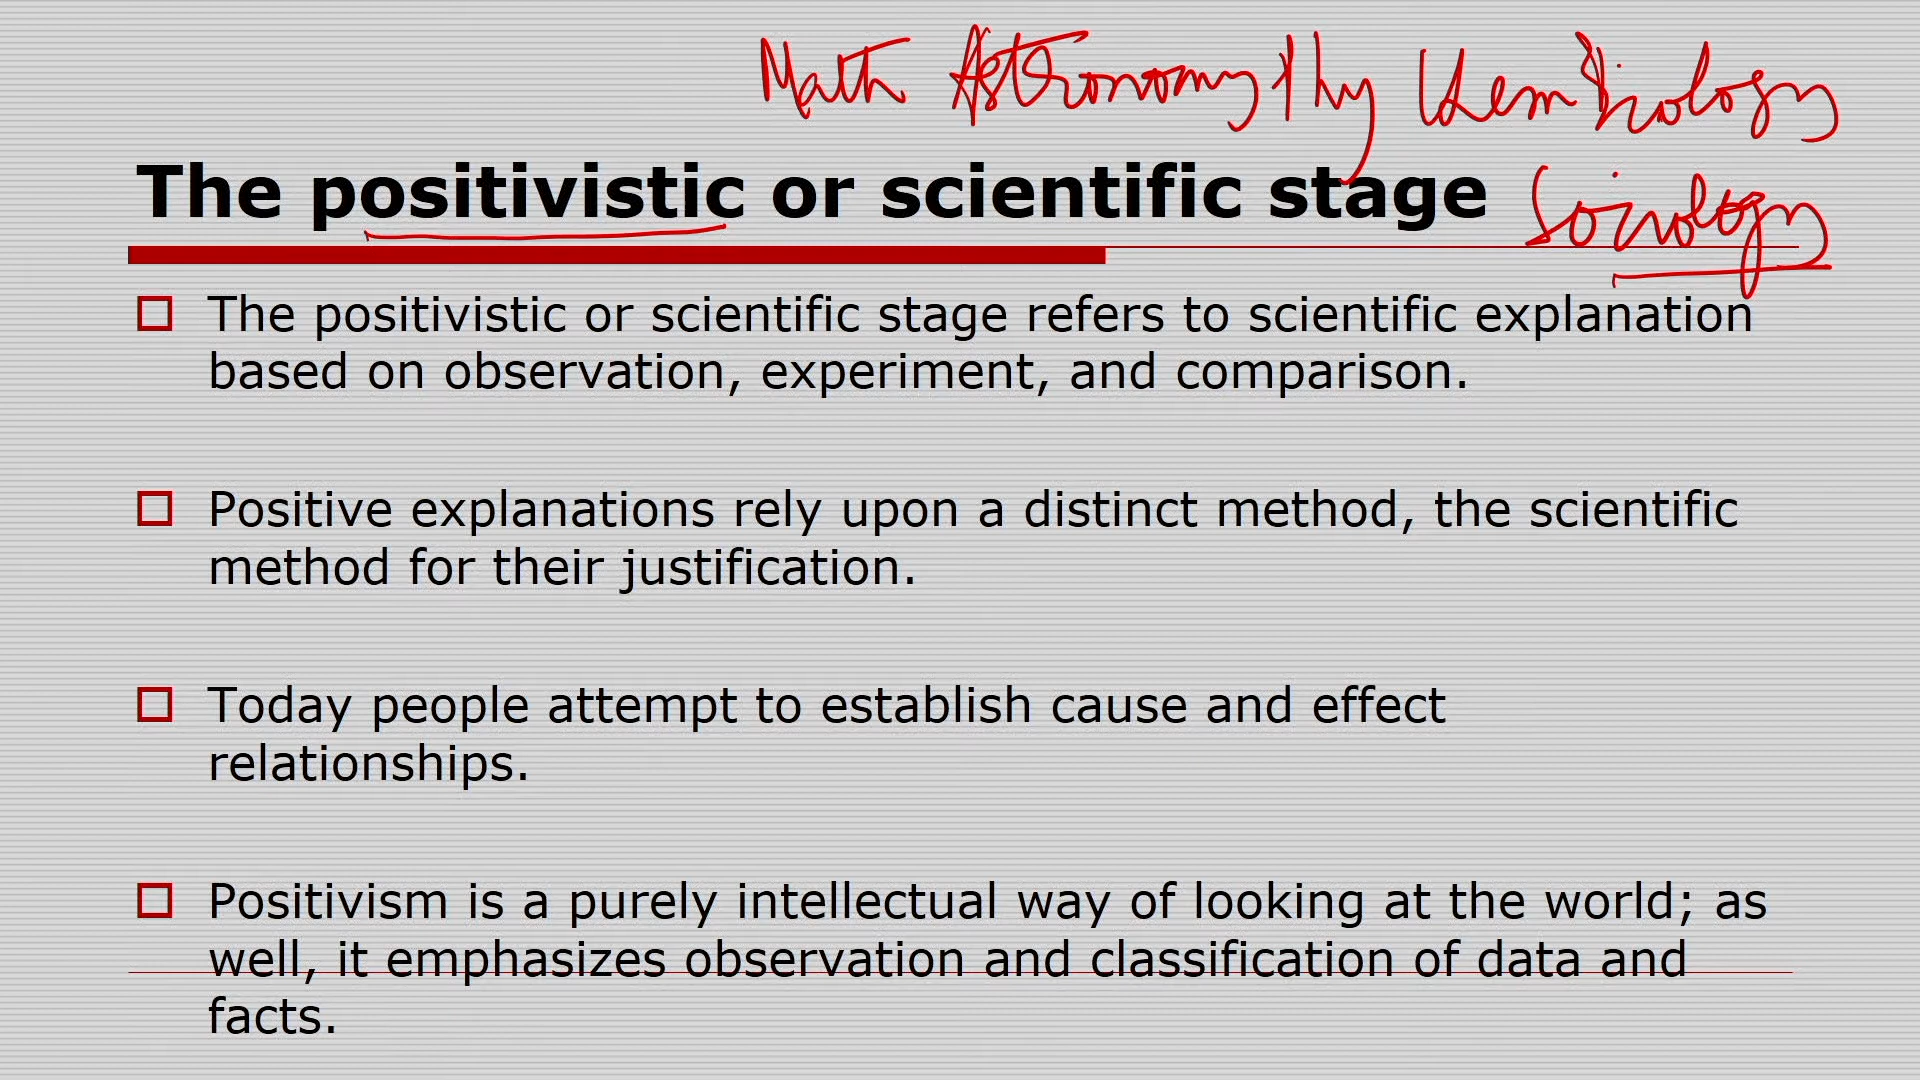 Math Astronomy Phy Chem Biology
The positivistic or scientific stage
Sociology
The positivistic or scientific stage refers to scientific explanation
based on observation, experiment, and comparison.
Positive explanations rely upon a distinct method, the scientific
method for their justification.
Today people attempt to establish cause and effect
relationships.
Positivism is a purely intellectual way of looking at the world; as
well, it emphasizes observation and classification of data and
facts.